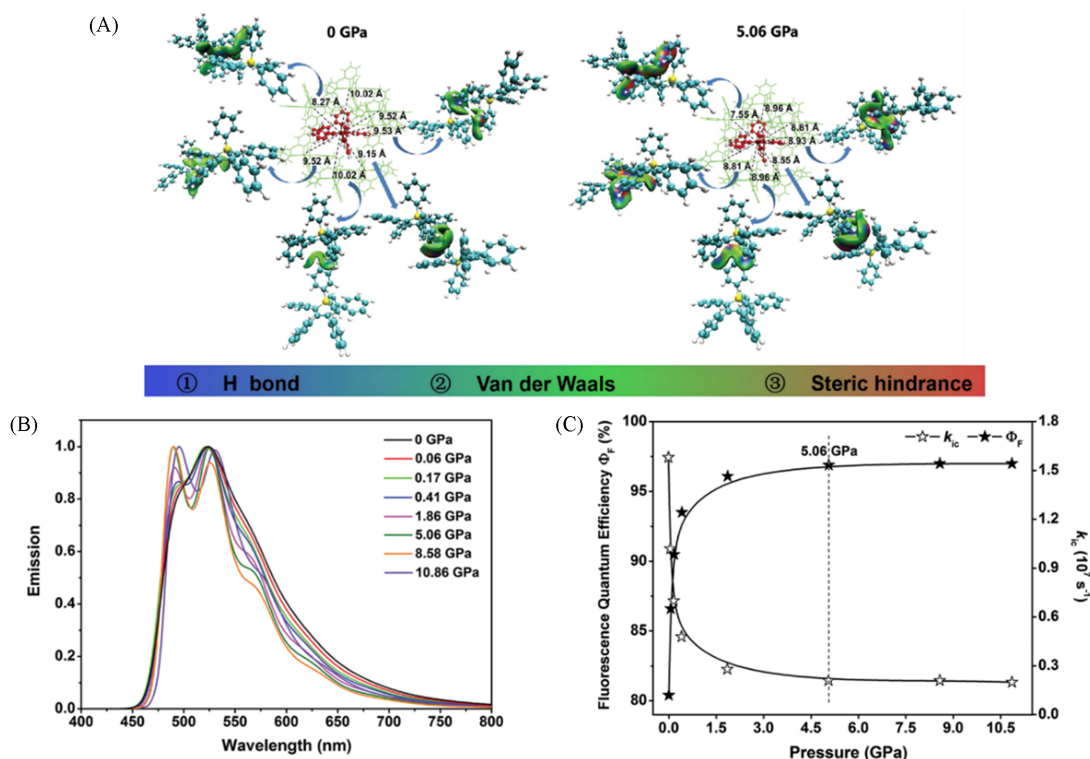 (A)
0 GPa
5.06 GPa
8.27 Å
10.02 Å
9.52 Å
9.53 Å
9.52 Å
9.15 Å
10.02 Å
7.55 Å
8.96 Å
8.81 Å
8.93 Å
8.81 Å
8.55 Å
8.96 Å
① H bond ② Van der Waals ③ Steric hindrance
(B)
Emission
1.0
0.8
0.6
0.4
0.2
0.0
400 450 500 550 600 650 700 750 800
Wavelength (nm)
0 GPa
0.06 GPa
0.17 GPa
0.41 GPa
1.86 GPa
5.06 GPa
8.58 GPa
10.86 GPa
(C)
Fluorescence Quantum Efficiency ΦF (%)
100
95
90
85
80
5.06 GPa
kic ΦF
1.8
1.5
1.2
0.9
0.6
0.3
0.0
kic (10⁷ s⁻¹)
0.0 1.5 3.0 4.5 6.0 7.5 9.0 10.5
Pressure (GPa)